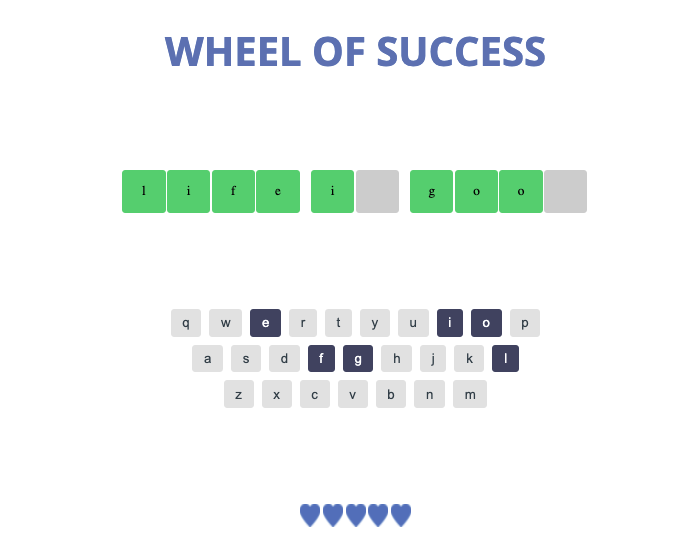 WHEEL OF SUCCESS
l i f e i g o o
q w e r t y u i o p
a s d f g h j k l
z x c v b n m